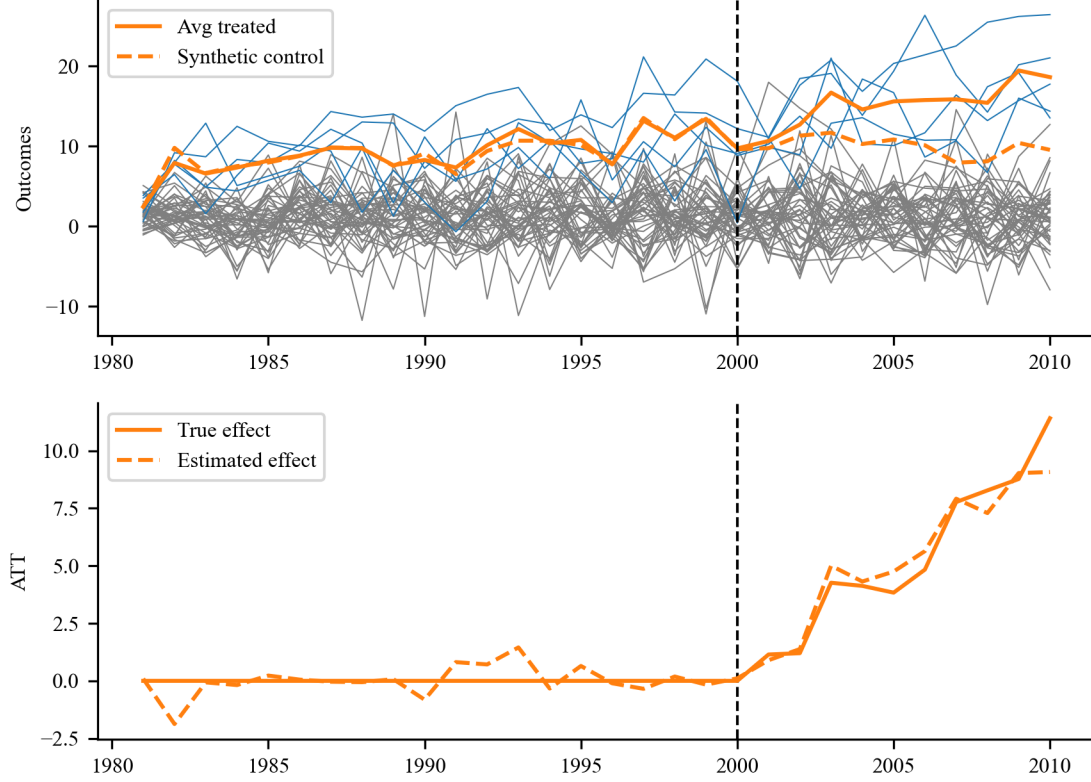 Avg treated
Synthetic control
Outcomes
20
10
0
−10
1980 1985 1990 1995 2000 2005 2010
True effect
Estimated effect
ATT
10.0
7.5
5.0
2.5
0.0
−2.5
1980 1985 1990 1995 2000 2005 2010